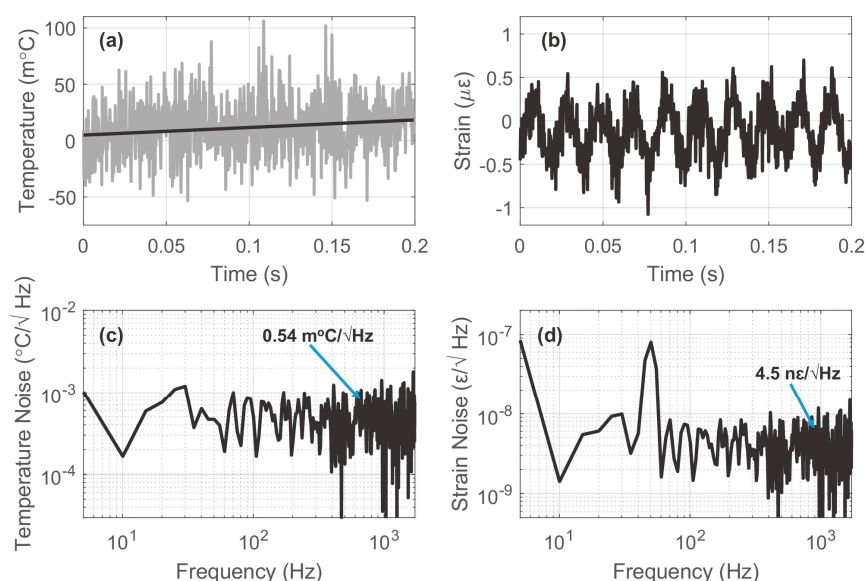 (a)
Temperature (m°C)
100
50
0
-50
0
0.05
0.1
0.15
0.2
Time (s)
(b)
Strain (με)
1
0.5
0
-0.5
-1
0
0.05
0.1
0.15
0.2
Time (s)
(c)
Temperature Noise (°C/√ Hz)
10-2
10-3
10-4
0.54 m°C/√Hz
101
102
103
Frequency (Hz)
(d)
Strain Noise (ε/√ Hz)
10-7
10-8
10-9
4.5 nε/√Hz
101
102
103
Frequency (Hz)